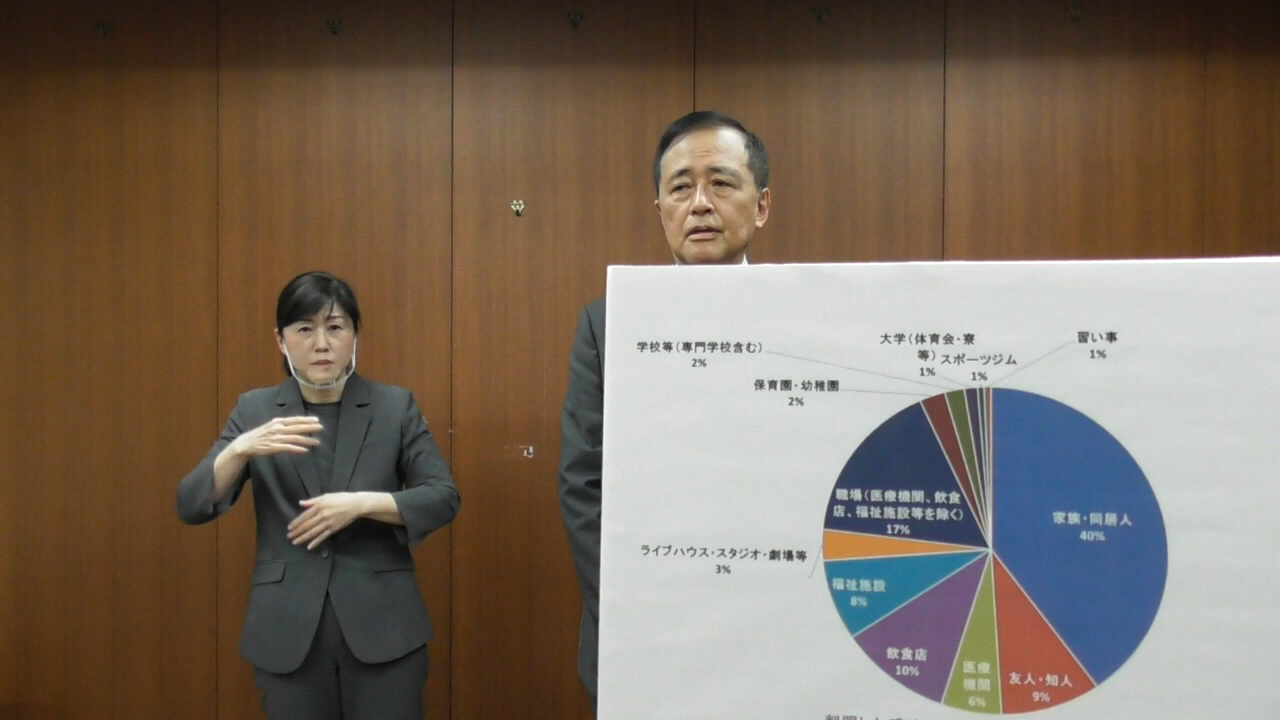 学校等(専門学校含む)
2%
大学(体育会・寮
等)
1%
スポーツジム
1%
習い事
1%
保育園・幼稚園
2%
職場(医療機関、飲食
店、福祉施設等を除く)
17%
家族・同居人
40%
ライブハウス・スタジオ・劇場等
3%
福祉施設
8%
飲食店
10%
医療
機関
6%
友人・知人
9%